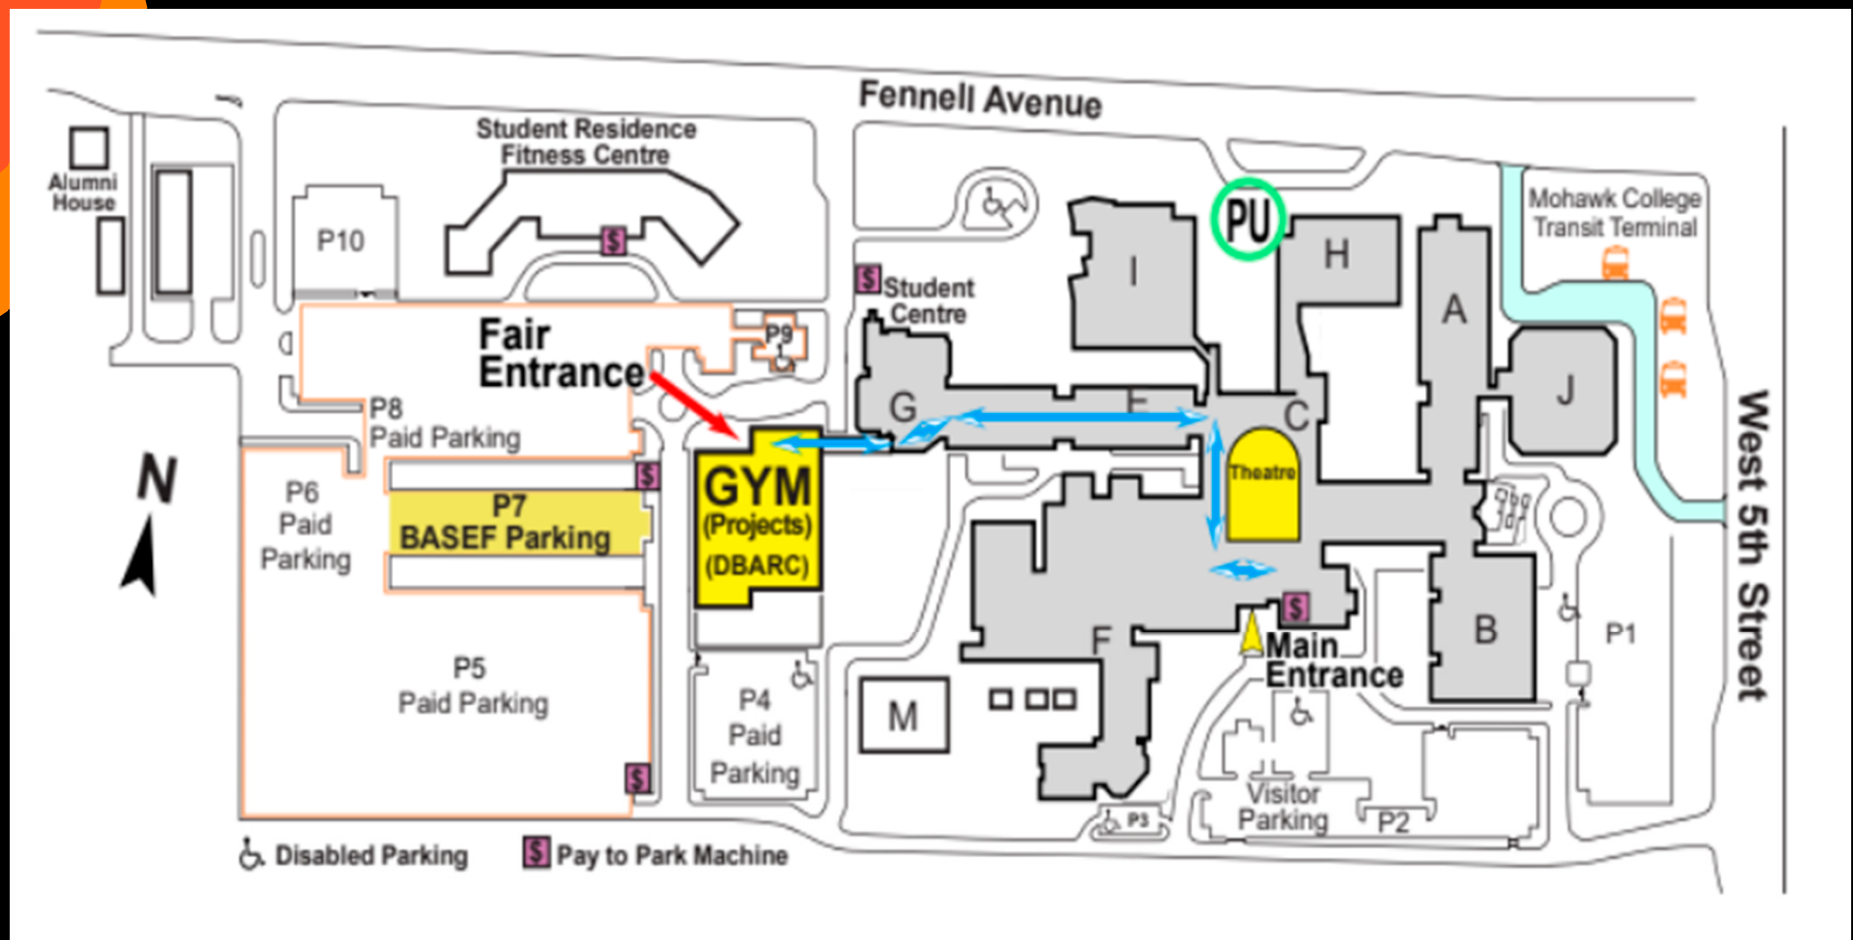 Fennell Avenue
Student Residence
Fitness Centre
Alumni
House
P10
PU
Mohawk College
Transit Terminal
I
H
A
$
$
Student
Centre
Fair
Entrance
P9
J
G
E
C
P8
Paid Parking
N
West 5th Street
P6
Paid
Parking
$
P7
BASEF Parking
GYM
(Projects)
(DBARC)
Theatre
$
Main
Entrance
F
B
P1
P5
Paid Parking
P4
Paid
Parking
M
$
Visitor
Parking
P2
P3
Disabled Parking
$ Pay to Park Machine